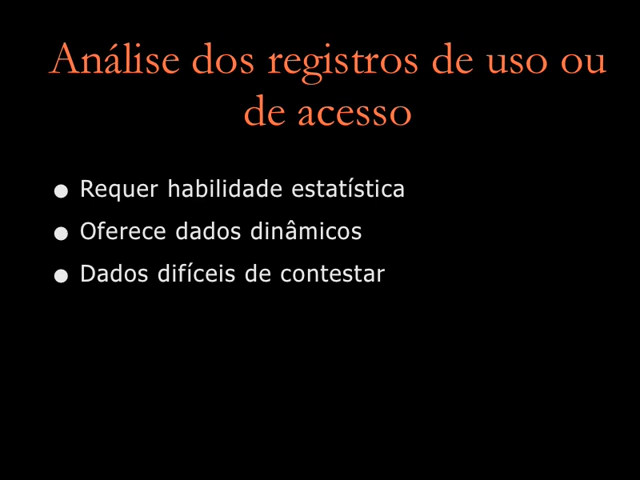 Análise dos registros de uso ou
de acesso
• Requer habilidade estatística
• Oferece dados dinâmicos
• Dados difíceis de contestar